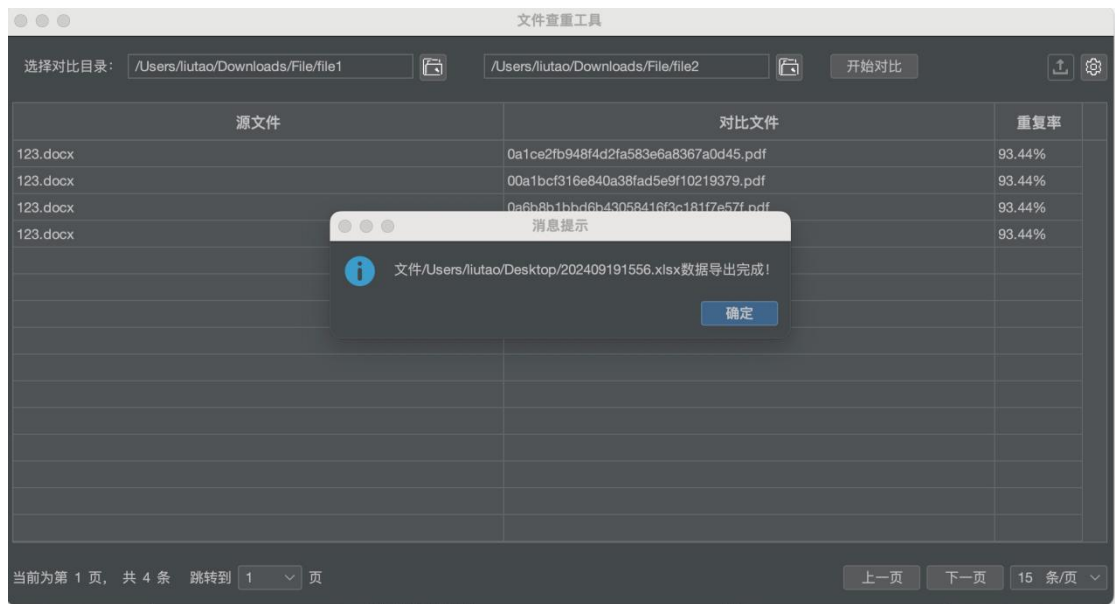 文件查重工具
选择对比目录： /Users/liutao/Downloads/File/file1 /Users/liutao/Downloads/File/file2 开始对比
源文件 对比文件 重复率
123.docx 0a1ce2fb948f4d2fa583e6a8367a0d45.pdf 93.44%
123.docx 00a1bcf316e840a38fad5e9f10219379.pdf 93.44%
123.docx 0a6b8b1bbd6b43058416f3c181f7e57f.pdf 93.44%
123.docx 93.44%
消息提示
文件/Users/liutao/Desktop/202409191556.xlsx数据导出完成！
确定
当前为第 1 页， 共 4 条 跳转到 1 页 上一页 下一页 15 条/页